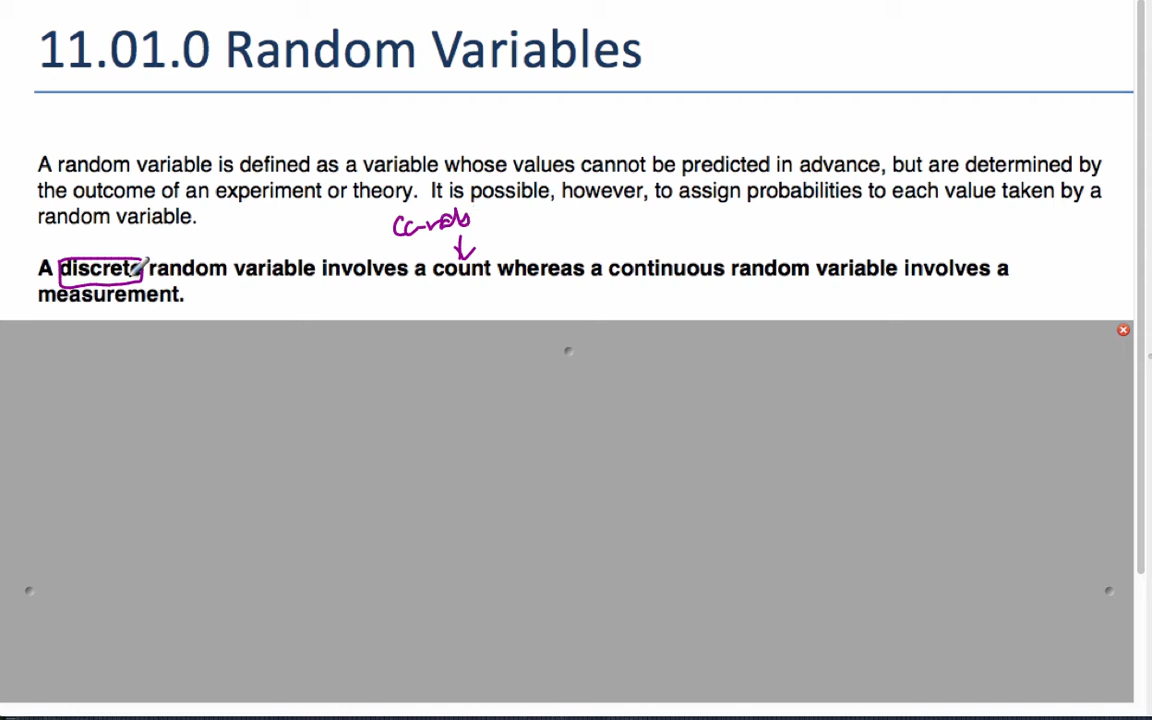 11.01.0 Random Variables
A random variable is defined as a variable whose values cannot be predicted in advance, but are determined by
the outcome of an experiment or theory. It is possible, however, to assign probabilities to each value taken by a
random variable.
A discrete random variable involves a count whereas a continuous random variable involves a
measurement.